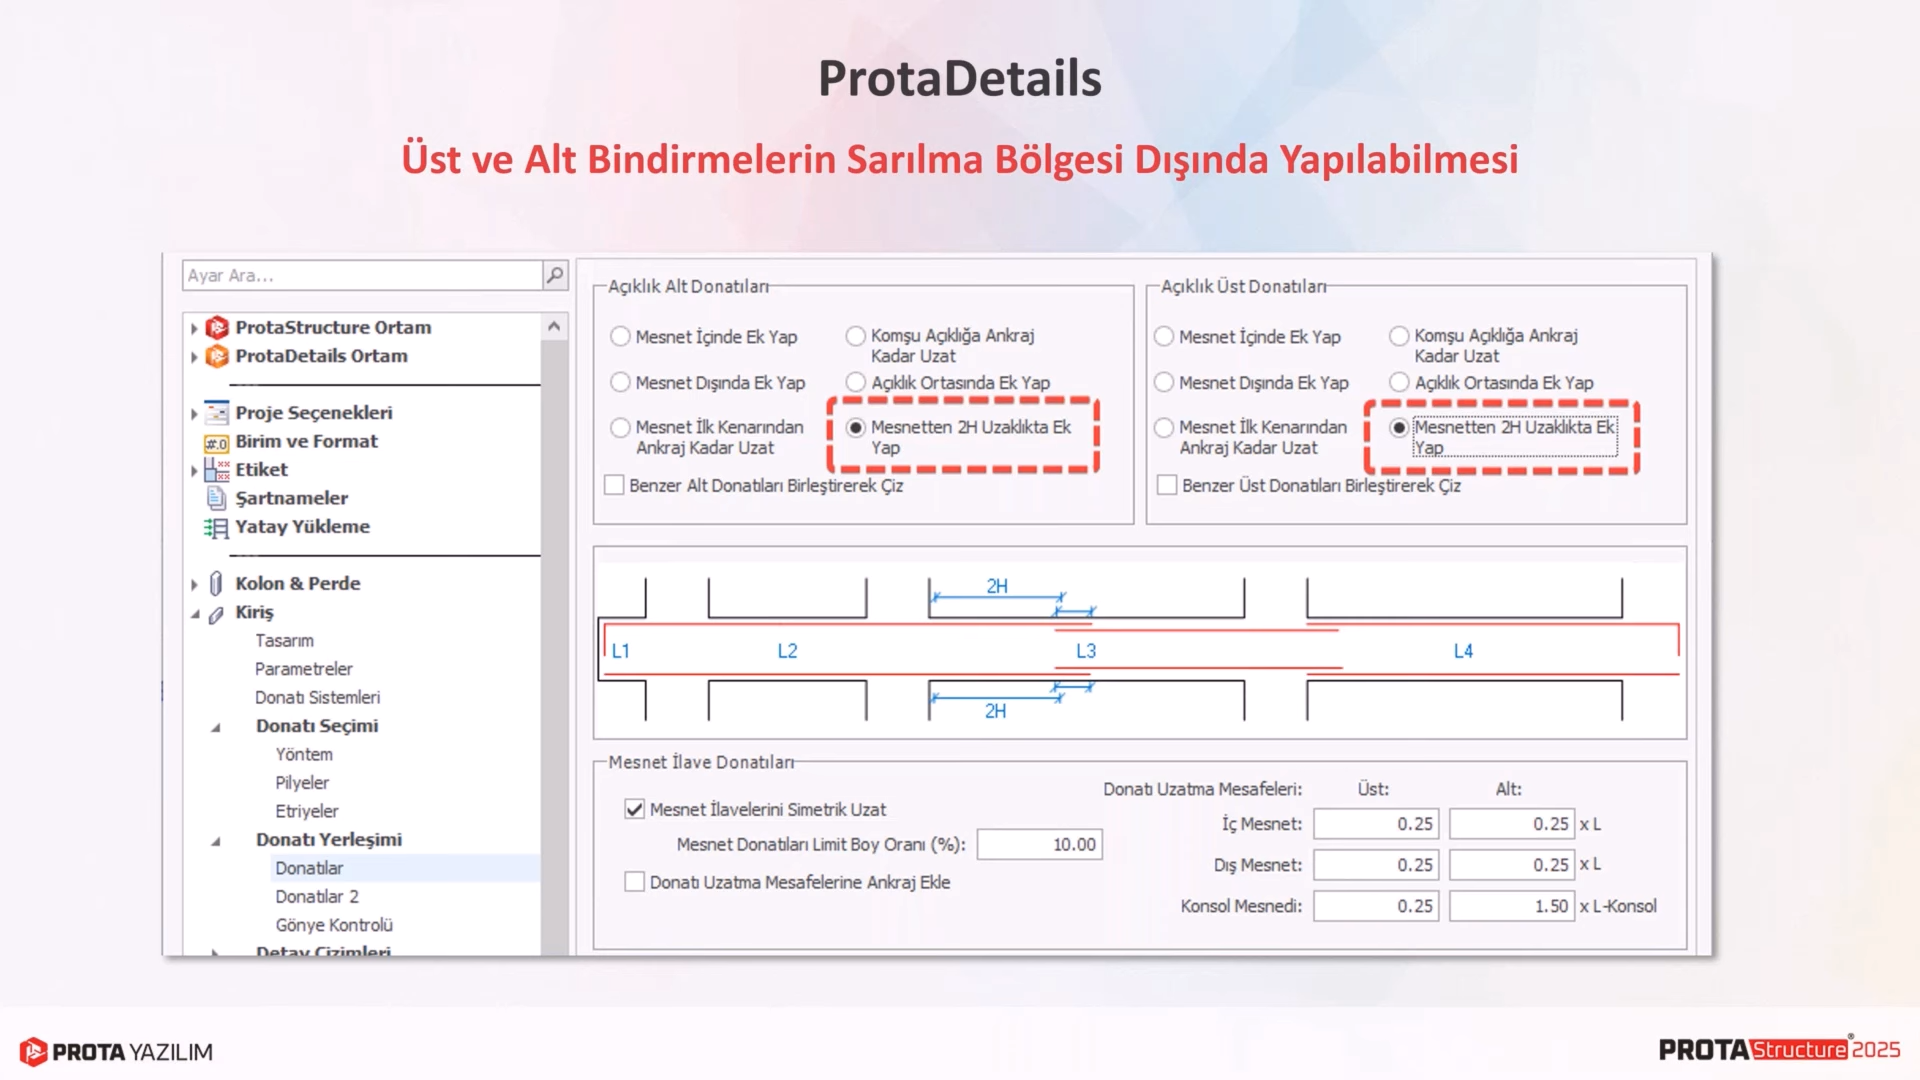 ProtaDetails
Üst ve Alt Bindirmelerin Sarılma Bölgesi Dışında Yapılabilmesi
Ayar Ara...
ProtaStructure Ortam
ProtaDetails Ortam
Proje Seçenekleri
Birim ve Format
Etiket
Şartnameler
Yatay Yükleme
Kolon & Perde
Kiriş
Tasarım
Parametreler
Donatı Sistemleri
Donatı Seçimi
Yöntem
Pilyeler
Etriyeler
Donatı Yerleşimi
Donatılar
Donatılar 2
Gönye Kontrolü
Detay Çizimleri
Açıklık Alt Donatıları
Mesnet İçinde Ek Yap
Komşu Açıklığa Ankraj
Kadar Uzat
Mesnet Dışında Ek Yap
Açıklık Ortasında Ek Yap
Mesnet İlk Kenarından
Ankraj Kadar Uzat
Mesnetten 2H Uzaklıkta Ek
Yap
Benzer Alt Donatıları Birleştirerek Çiz
Açıklık Üst Donatıları
Mesnet İçinde Ek Yap
Komşu Açıklığa Ankraj
Kadar Uzat
Mesnet Dışında Ek Yap
Açıklık Ortasında Ek Yap
Mesnet İlk Kenarından
Ankraj Kadar Uzat
Mesnetten 2H Uzaklıkta Ek
Yap
Benzer Üst Donatıları Birleştirerek Çiz
2H
L1 L2 L3 L4
2H
Mesnet İlave Donatıları
Mesnet İlavelerini Simetrik Uzat
Mesnet Donatıları Limit Boy Oranı (%): 10.00
Donatı Uzatma Mesafelerine Ankraj Ekle
Donatı Uzatma Mesafeleri: Üst: Alt:
İç Mesnet: 0.25 0.25 x L
Dış Mesnet: 0.25 0.25 x L
Konsol Mesnedi: 0.25 1.50 x L-Konsol
PROTA YAZILIM
PROTAStructure® 2025